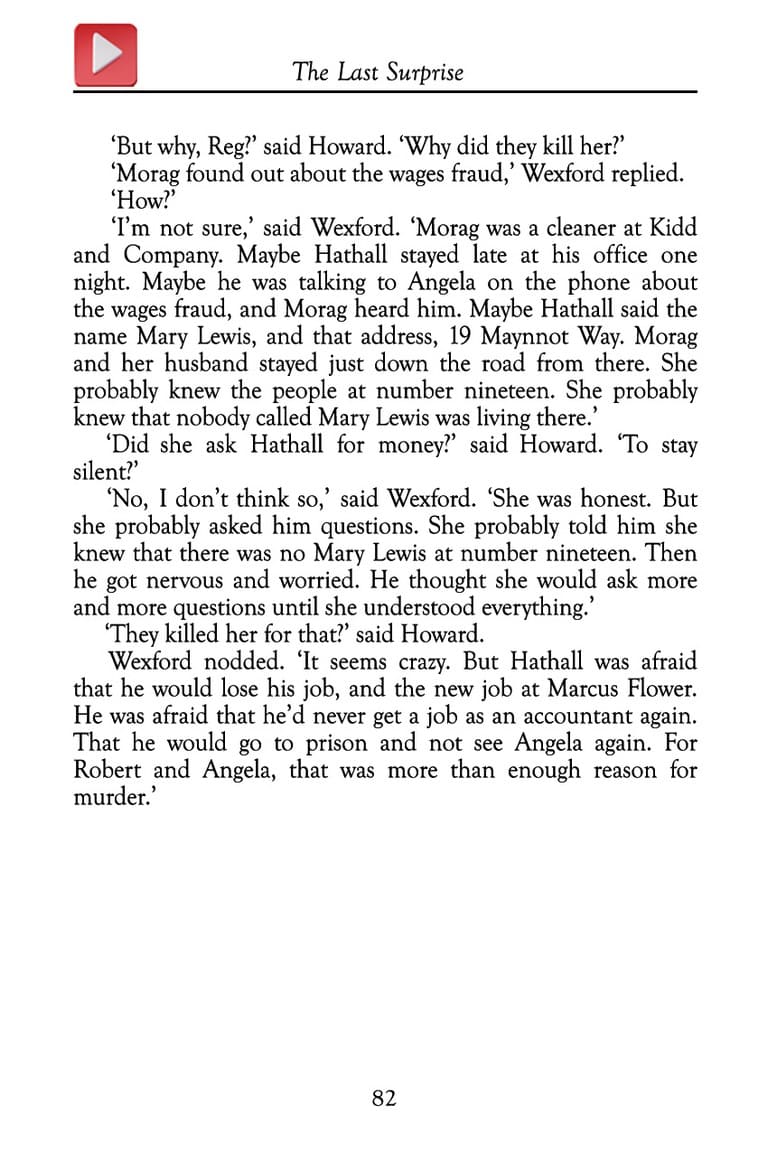 The Last Surprise
‘But why, Reg?’ said Howard. ‘Why did they kill her?’
‘Morag found out about the wages fraud,’ Wexford replied.
‘How?’
‘I’m not sure,’ said Wexford. ‘Morag was a cleaner at Kidd
and Company. Maybe Hathall stayed late at his office one
night. Maybe he was talking to Angela on the phone about
the wages fraud, and Morag heard him. Maybe Hathall said the
name Mary Lewis, and that address, 19 Maynnot Way. Morag
and her husband stayed just down the road from there. She
probably knew the people at number nineteen. She probably
knew that nobody called Mary Lewis was living there.’
‘Did she ask Hathall for money?’ said Howard. ‘To stay
silent?’
‘No, I don’t think so,’ said Wexford. ‘She was honest. But
she probably asked him questions. She probably told him she
knew that there was no Mary Lewis at number nineteen. Then
he got nervous and worried. He thought she would ask more
and more questions until she understood everything.’
‘They killed her for that?’ said Howard.
Wexford nodded. ‘It seems crazy. But Hathall was afraid
that he would lose his job, and the new job at Marcus Flower.
He was afraid that he’d never get a job as an accountant again.
That he would go to prison and not see Angela again. For
Robert and Angela, that was more than enough reason for
murder.’
82